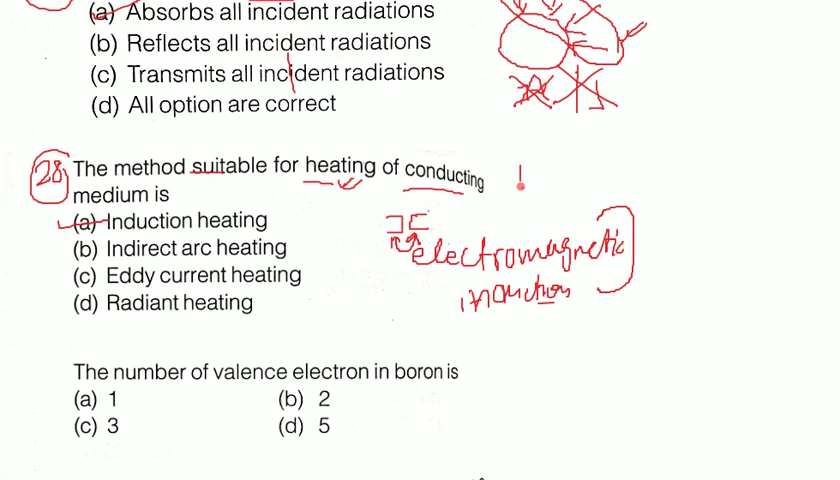 (a) Absorbs all incident radiations
(b) Reflects all incident radiations
(c) Transmits all incident radiations
(d) All option are correct
28) The method suitable for heating of conducting !
medium is
(a) Induction heating
(b) Indirect arc heating
(c) Eddy current heating
(d) Radiant heating
electromagnetic
The number of valence electron in boron is
(a) 1 (b) 2
(c) 3 (d) 5